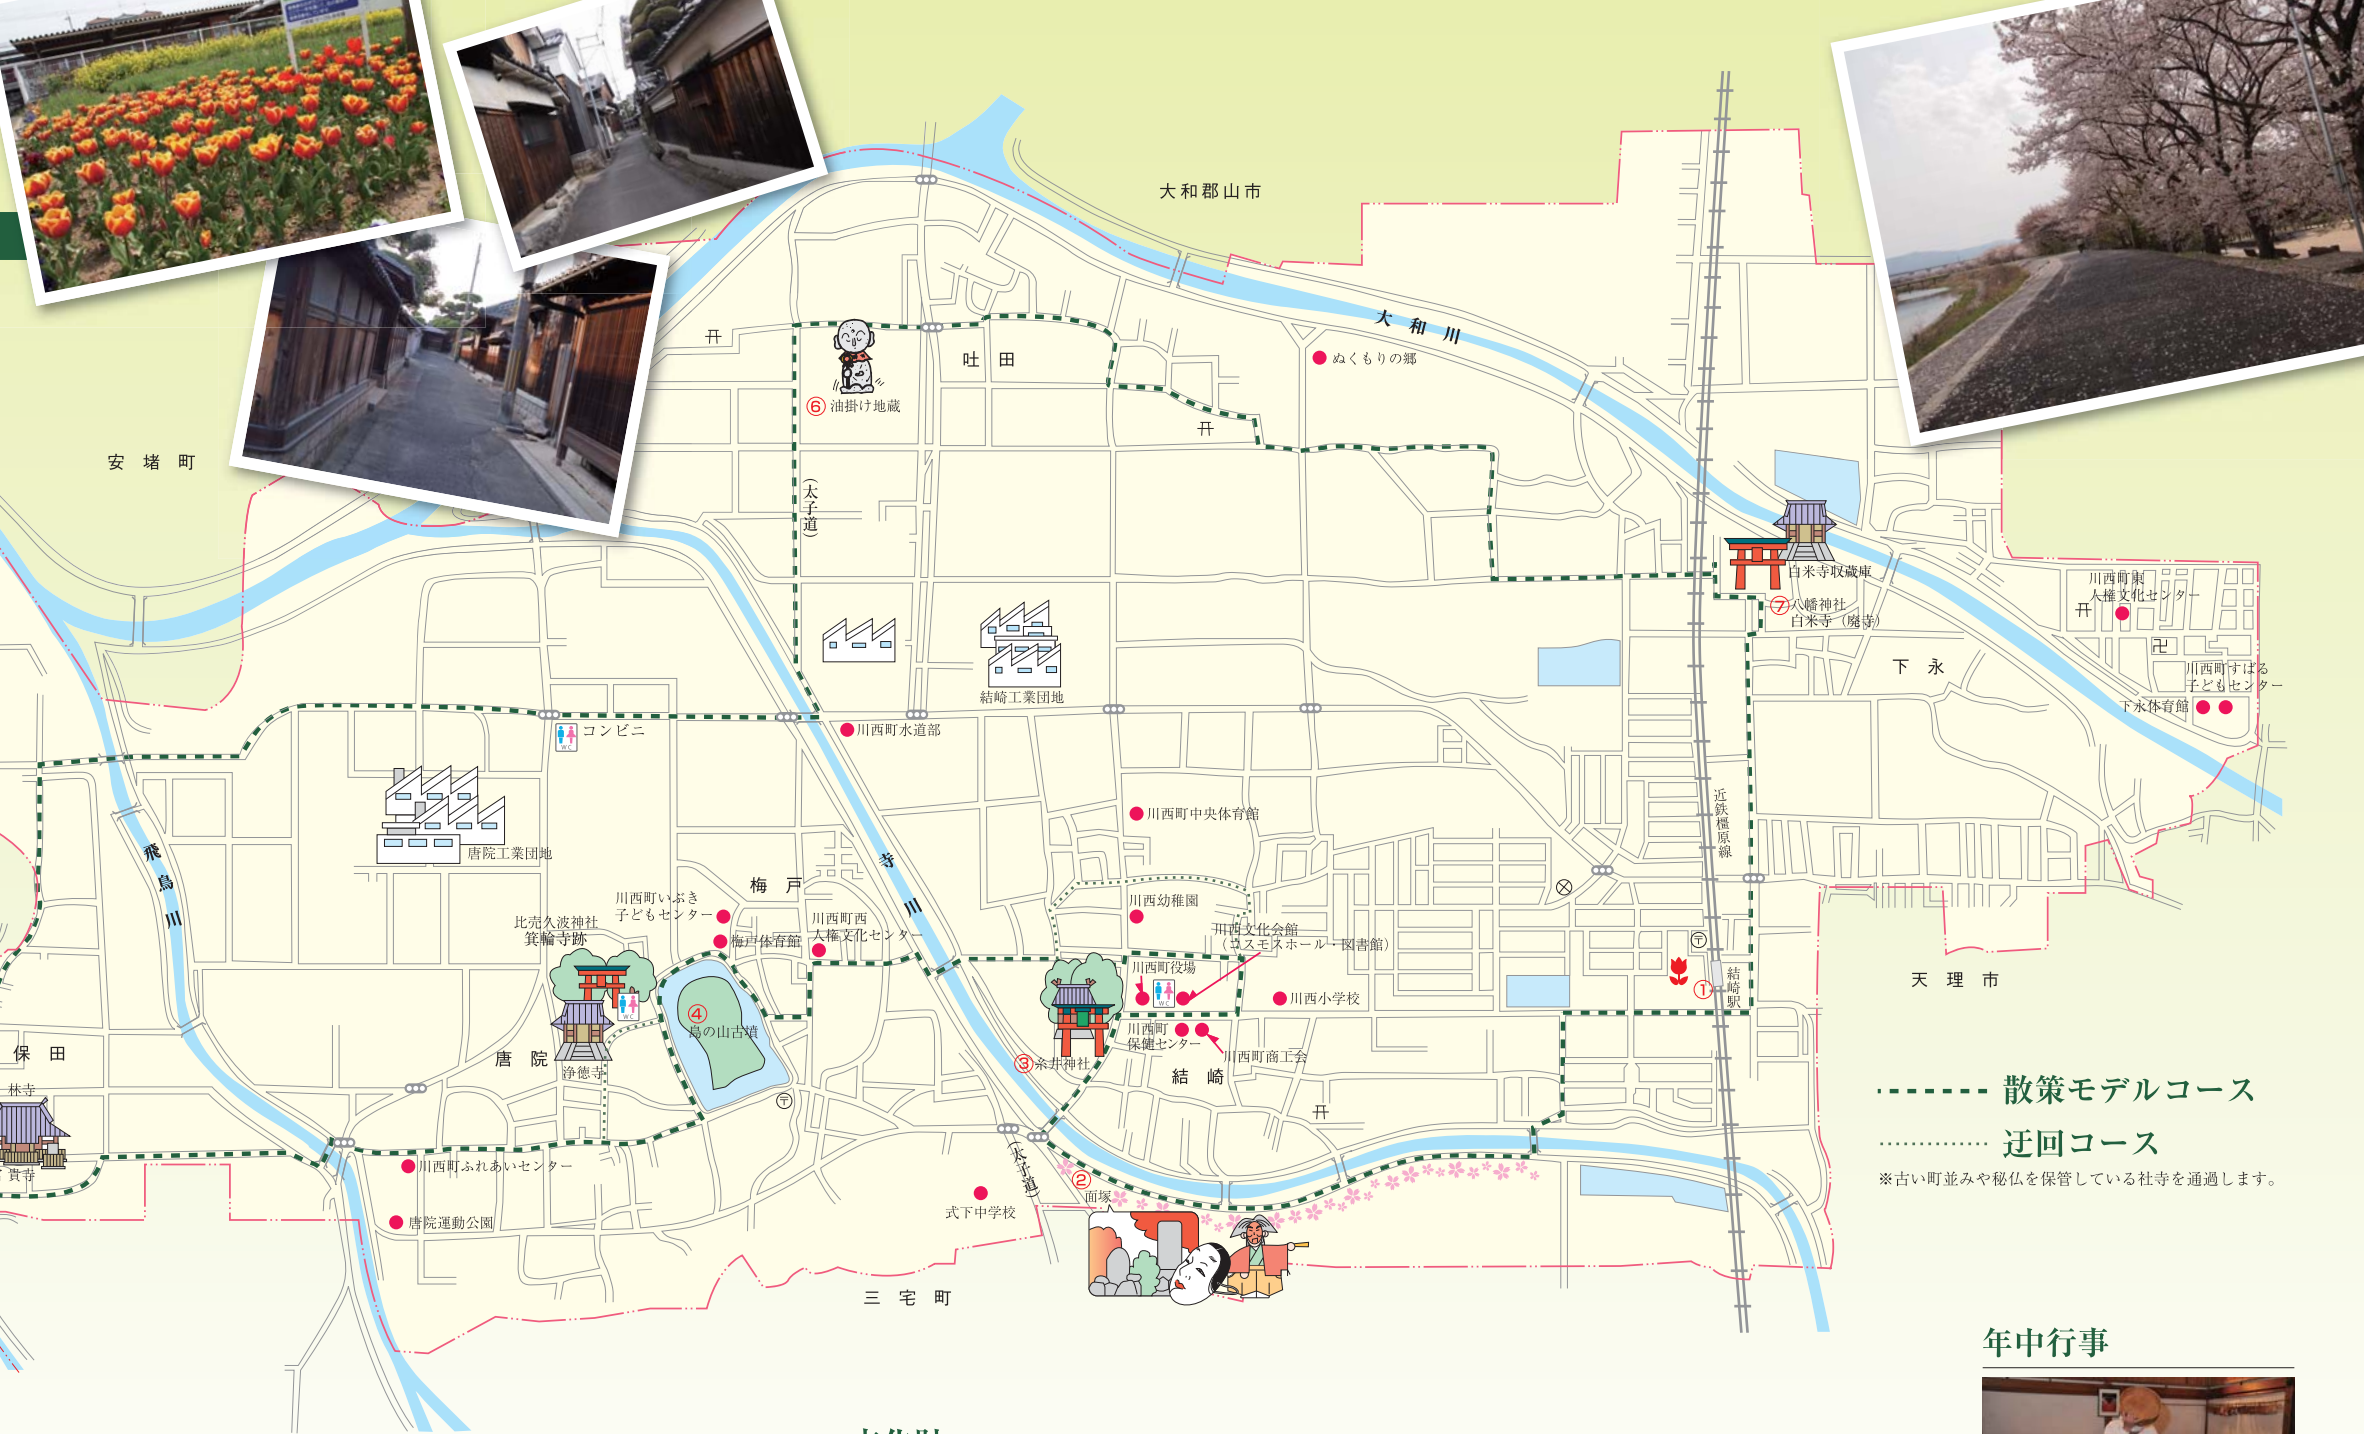 大和郡山市
大和川
ぬくもりの郷
吐田
⑥油掛け地蔵
安堵町
(太子道)
白米寺収蔵庫
⑦八幡神社
白米寺（廃寺）
川西町東
人権文化センター
下永
川西町すばる
子どもセンター
下永体育館
結崎工業団地
川西町水道部
WC
コンビニ
近鉄橿原線
川西町中央体育館
唐院工業団地
飛鳥川
寺川
梅戸
川西町いぶき
子どもセンター
比売久波神社
箕輪寺跡
梅戸体育館
川西町西
人権文化センター
川西幼稚園
川西文化会館
（コスモスホール・図書館）
川西町役場
WC
川西小学校
①
結崎駅
天理市
④
島の山古墳
WC
川西町
保健センター
川西町商工会
③糸井神社
結崎
保田
唐院
浄徳寺
林寺
貴寺
散策モデルコース
迂回コース
※古い町並みや秘仏を保管している社寺を通過します。
川西町ふれあいセンター
唐院運動公園
(太子道)
②
面塚
式下中学校
三宅町
年中行事